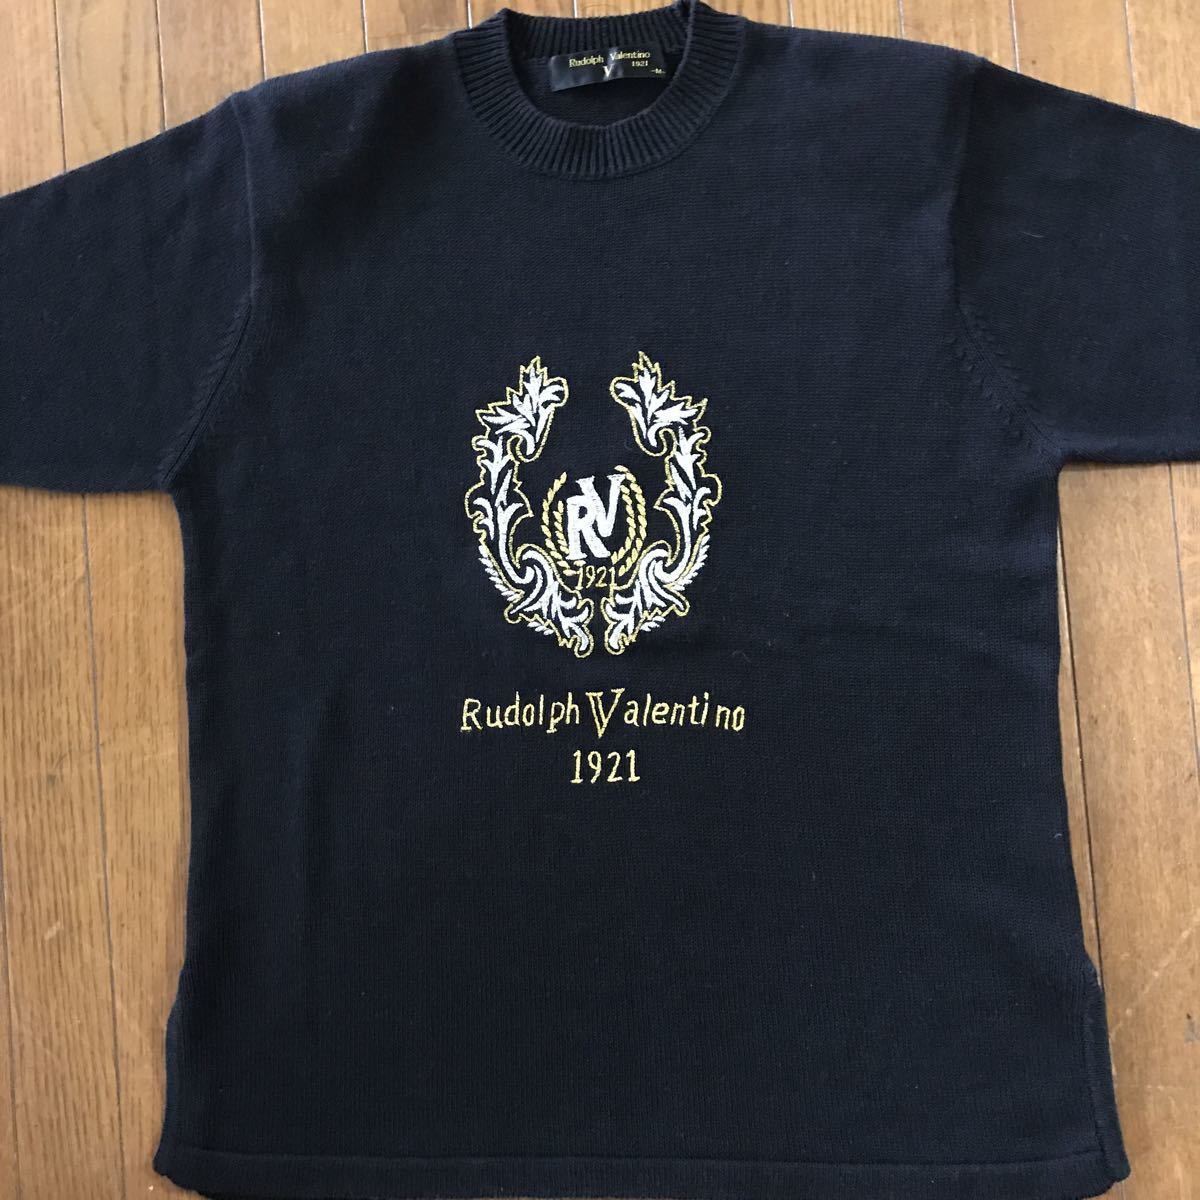 Rudolph Valentino
1921
V
-M-
RV
1921
Rudolph Valentino
1921